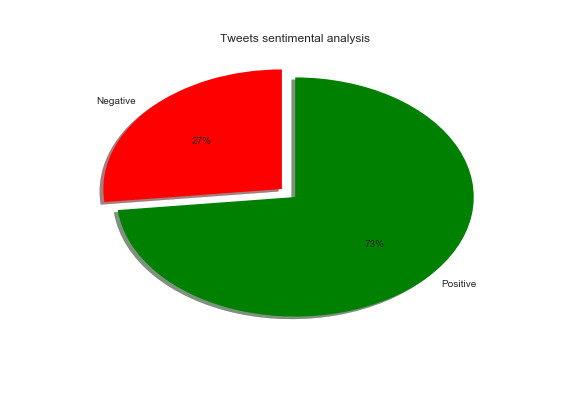 Tweets sentimental analysis
Negative
27%
73%
Positive